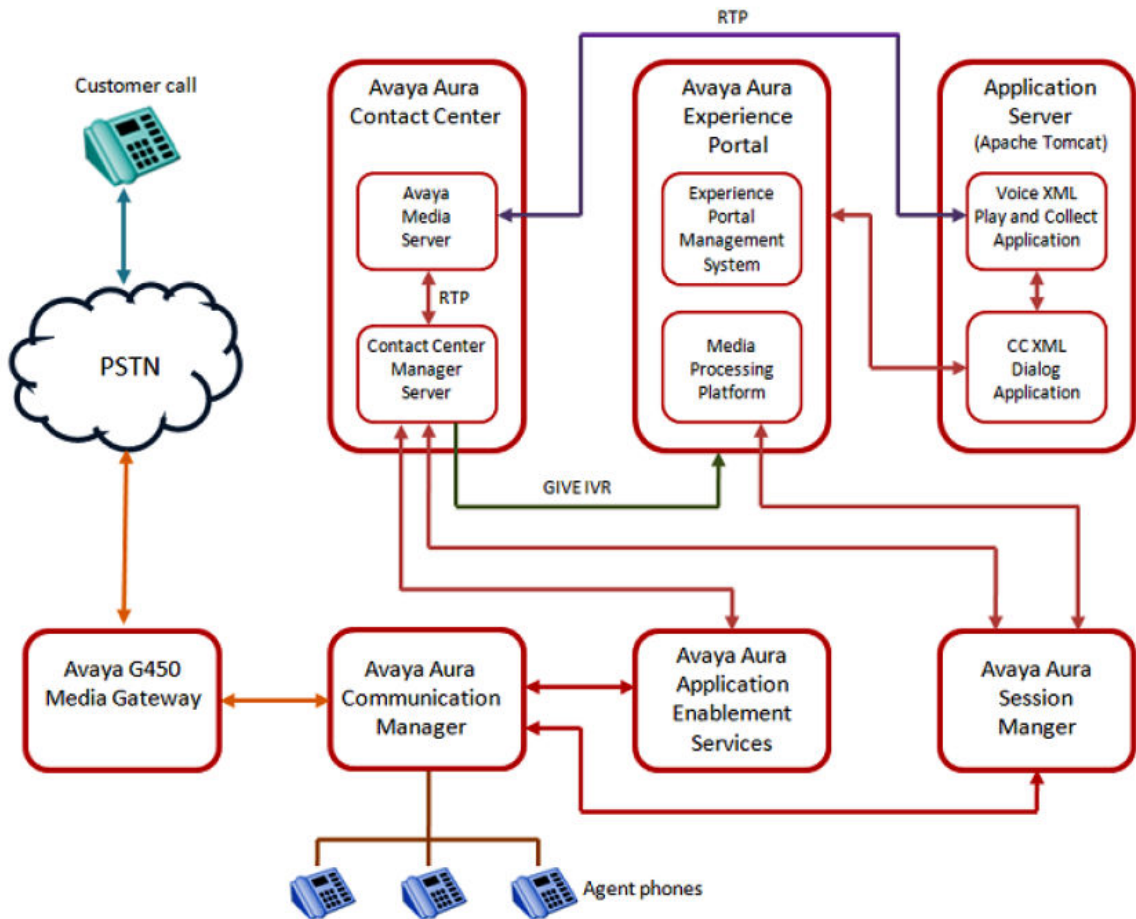 RTP
Customer call
Avaya Aura
Contact Center
Avaya
Media
Server
RTP
Contact Center
Manager
Server
Avaya Aura
Experience
Portal
Experience
Portal
Management
System
Media
Processing
Platform
Application
Server
(Apache Tomcat)
Voice XML
Play and Collect
Application
CC XML
Dialog
Application
PSTN
GIVE IVR
Avaya G450
Media Gateway
Avaya Aura
Communication
Manager
Avaya Aura
Application
Enablement
Services
Avaya Aura
Session
Manger
Agent phones